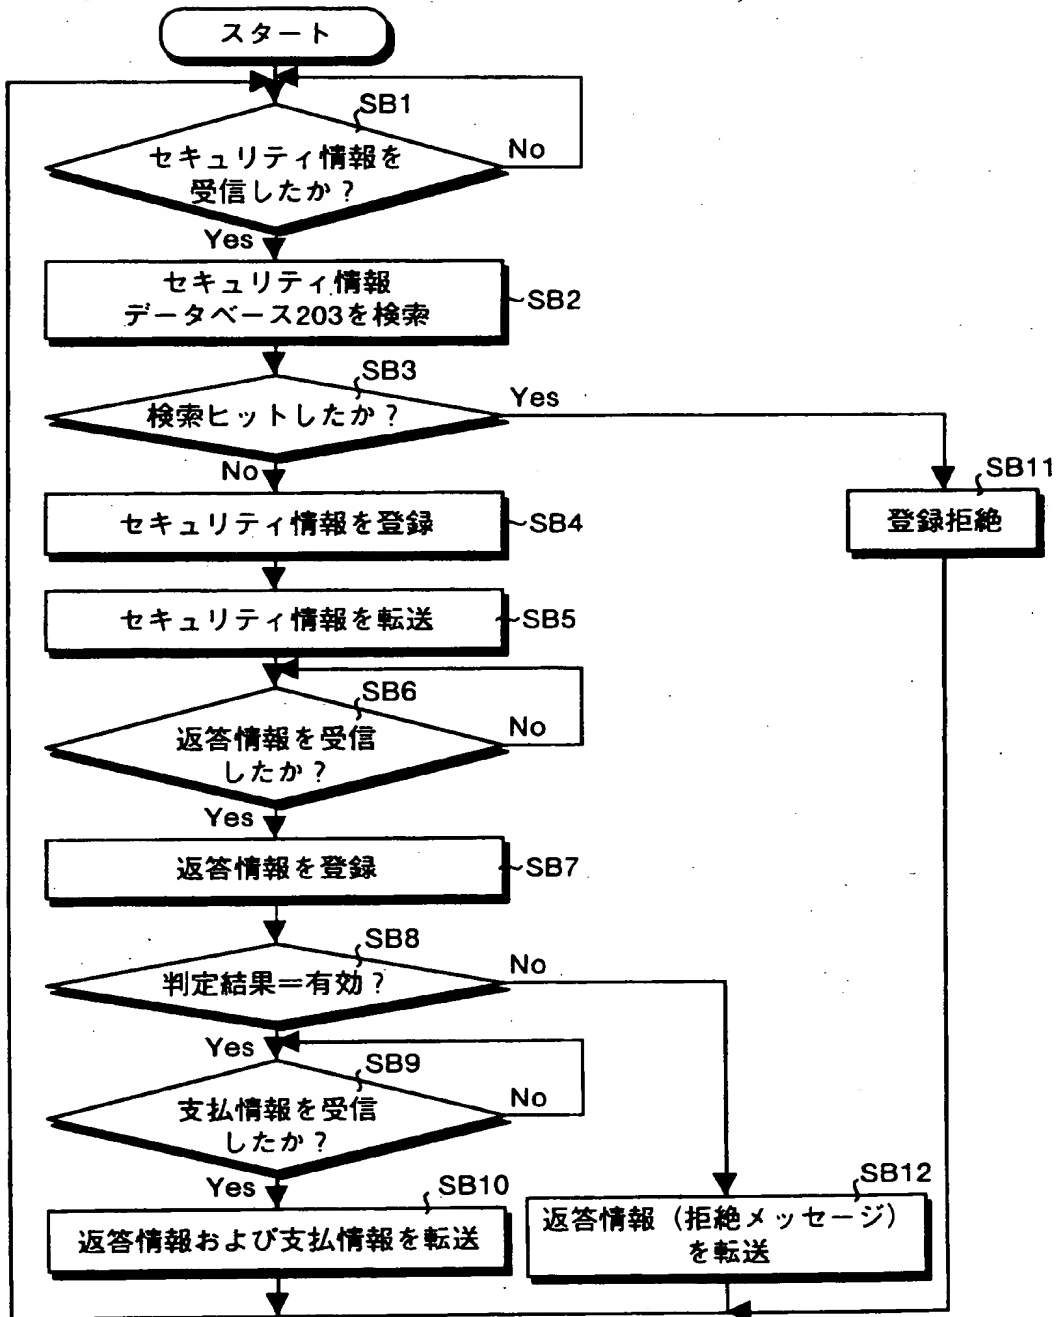 スタート
SB1
セキュリティ情報を
受信したか?
No
Yes
セキュリティ情報
データベース203を検索
SB2
SB3
検索ヒットしたか?
Yes
No
SB11
登録拒絶
セキュリティ情報を登録
SB4
セキュリティ情報を転送
SB5
SB6
返答情報を受信
したか?
No
Yes
返答情報を登録
SB7
SB8
判定結果=有効?
No
Yes
SB9
支払情報を受信
したか?
No
Yes
SB10
返答情報および支払情報を転送
SB12
返答情報(拒絶メッセージ)
を転送